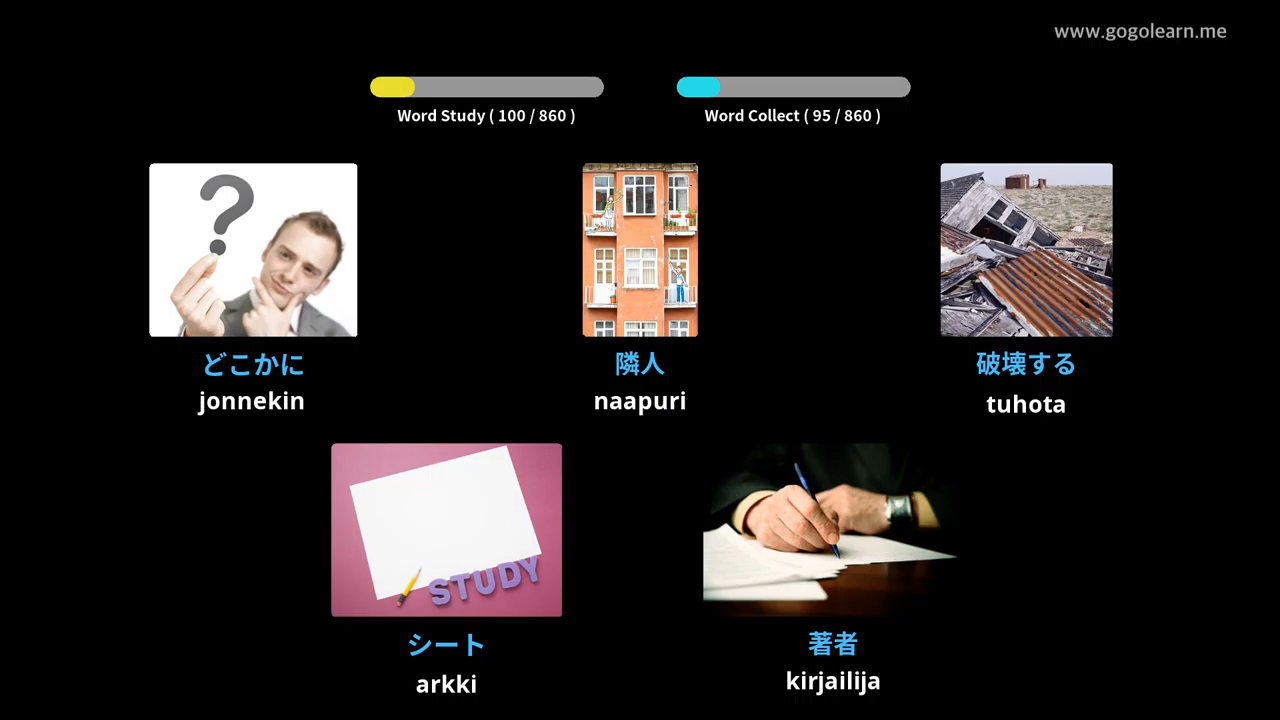 www.gogolearn.me
Word Study ( 100 / 860 )
Word Collect ( 95 / 860 )
どこかに
jonnekin
隣人
naapuri
破壊する
tuhota
STUDY
シート
arkki
著者
kirjailija